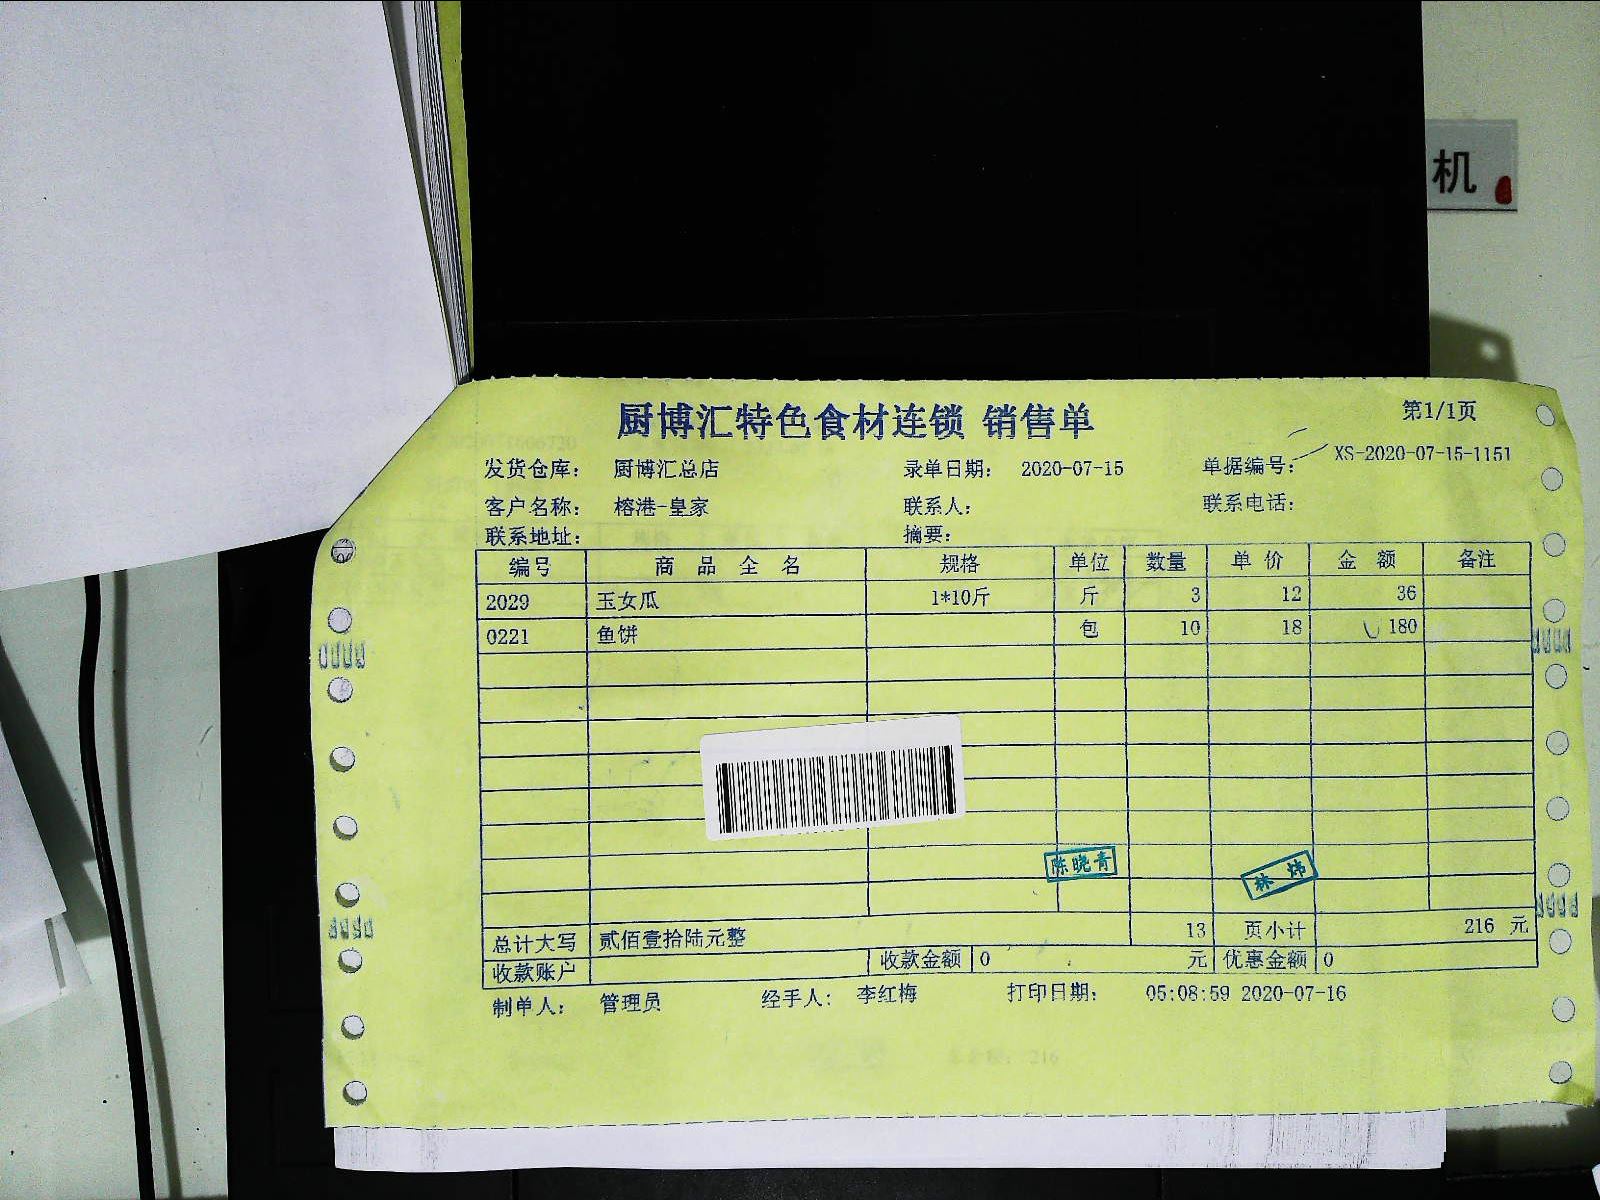 机
厨博汇特色食材连锁 销售单 第1/1页
发货仓库： 厨博汇总店 录单日期： 2020-07-15 单据编号： XS-2020-07-15-1151
客户名称： 榕港-皇家 联系人： 联系电话：
联系地址： 摘要：
编号 商 品 全 名 规格 单位 数量 单 价 金 额 备注
2029 玉女瓜 1*10斤 斤 3 12 36
0221 鱼饼 包 10 18 180
陈晓青
林炜
总计大写 贰佰壹拾陆元整 13 页小计 216 元
收款账户 收款金额 0 元 优惠金额 0
制单人： 管理员 经手人： 李红梅 打印日期： 05:08:59 2020-07-16